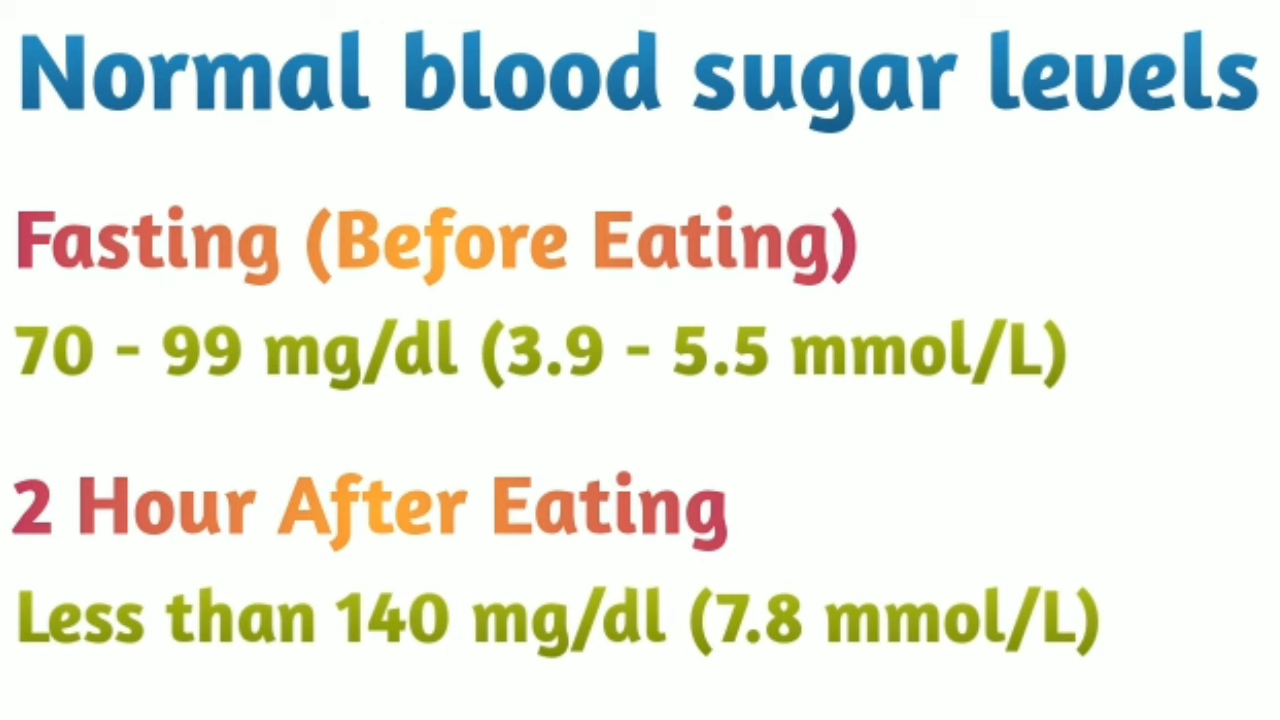 Normal blood sugar levels
Fasting (Before Eating)
70 - 99 mg/dl (3.9 - 5.5 mmol/L)
2 Hour After Eating
Less than 140 mg/dl (7.8 mmol/L)